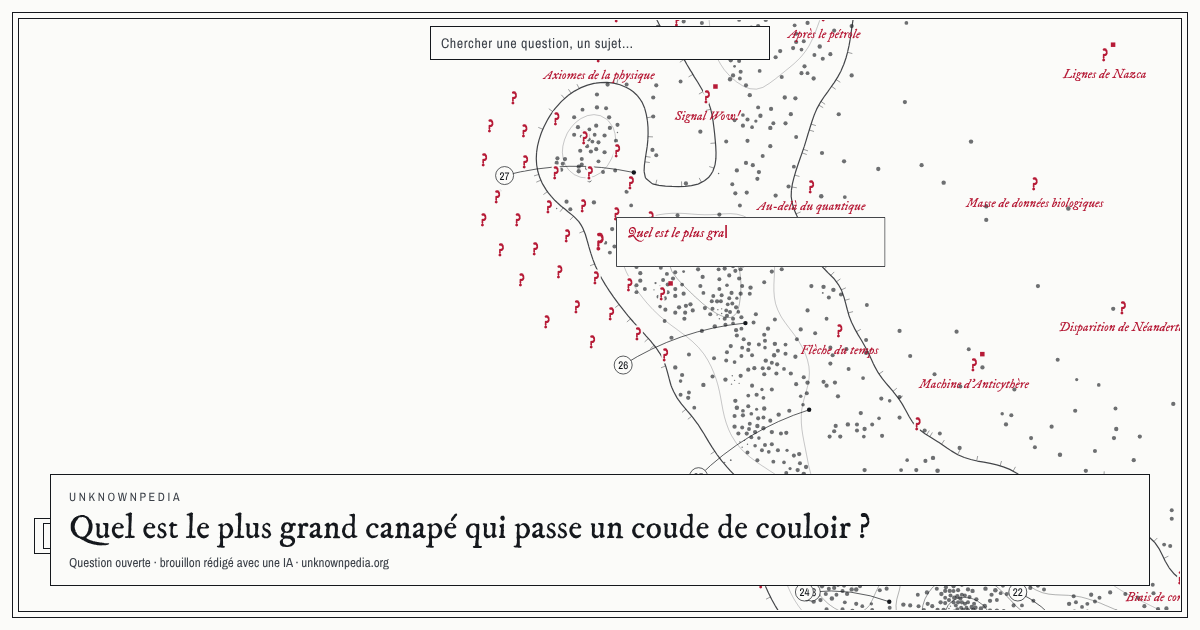 Après le pétrole
Chercher une question, un sujet...
Lignes de Nazca
Axiomes de la physique
Signal Wow!
27
Masse de données biologiques
Au-delà du quantique
Quel est le plus gra
Disparition de Néandert
Flèche du temps
26
Machine d'Anticythère
UNKNOWNPEDIA
Quel est le plus grand canapé qui passe un coude de couloir ?
Question ouverte · brouillon rédigé avec une IA · unknownpedia.org
24
22
Biais de con